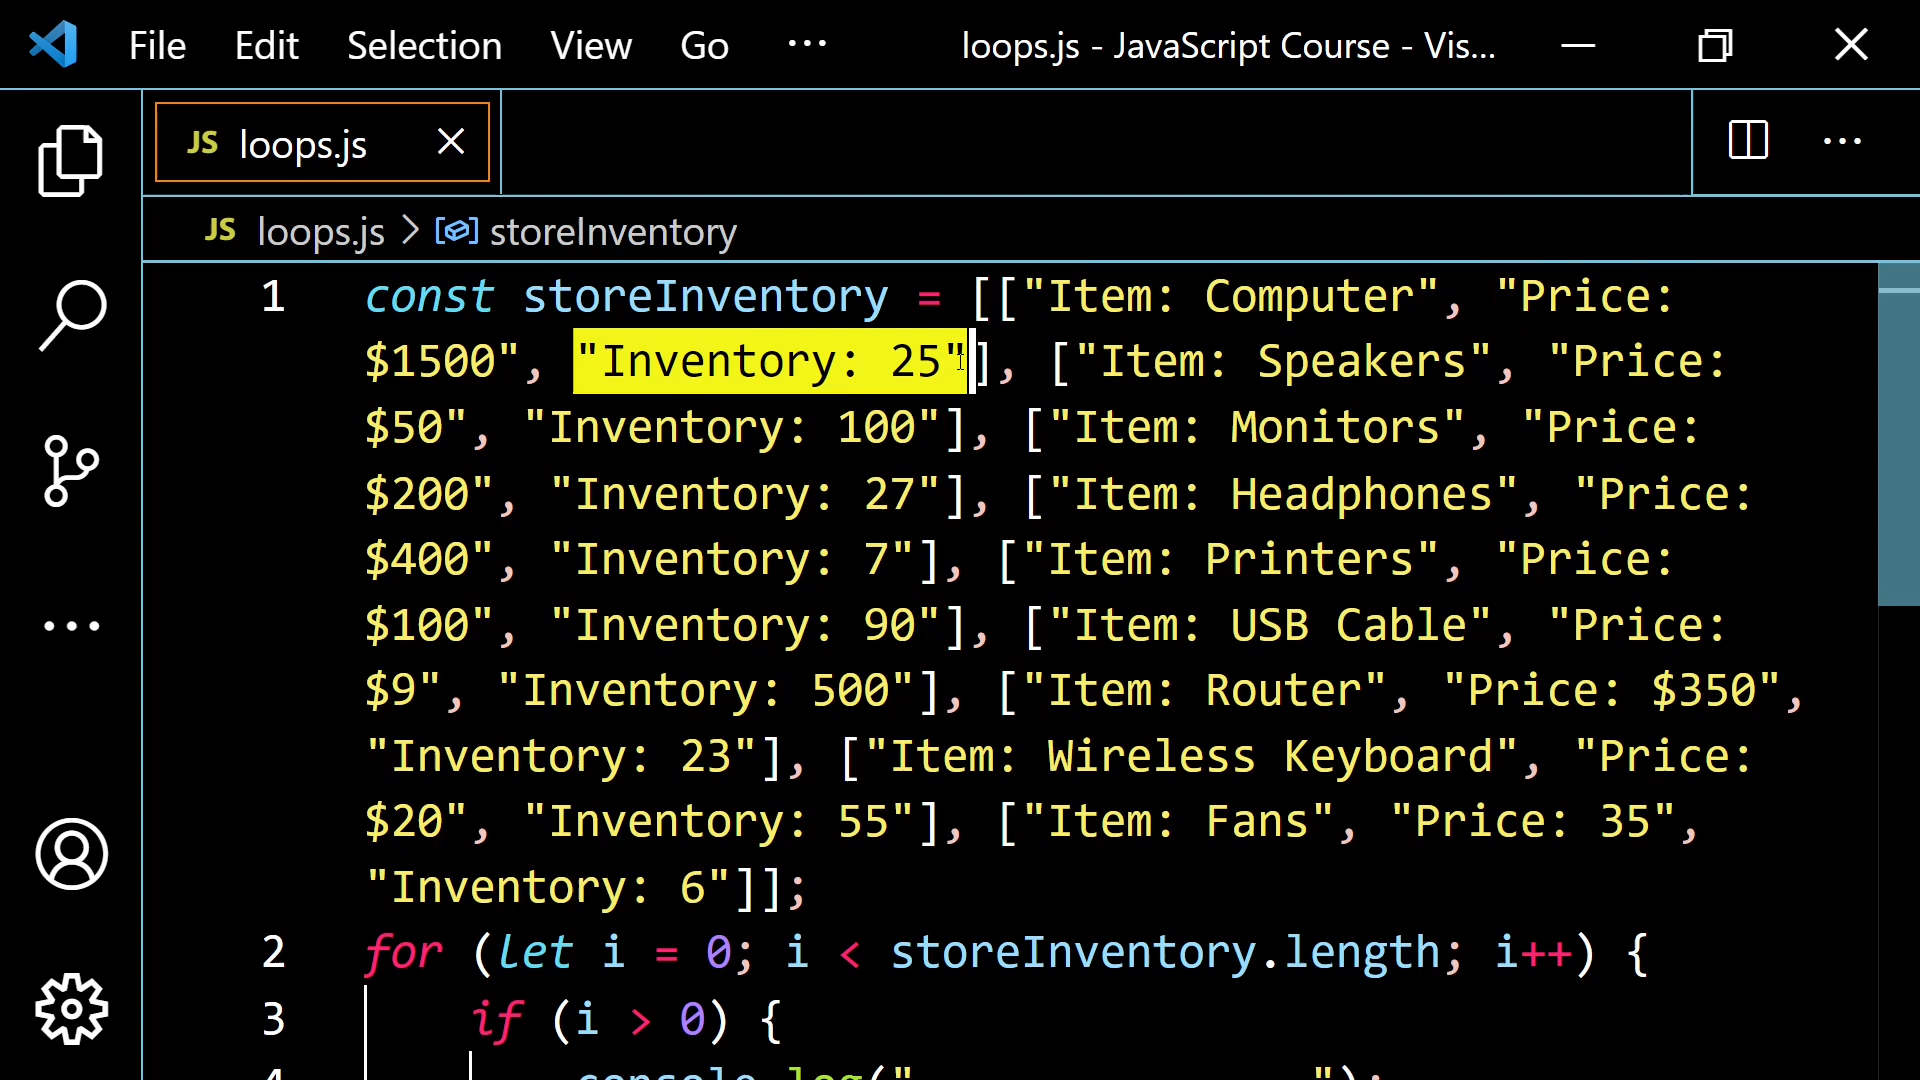 File Edit Selection View Go ··· loops.js - JavaScript Course - Vis...
JS loops.js
JS loops.js > storeInventory
1 const storeInventory = [["Item: Computer", "Price:
$1500", "Inventory: 25"], ["Item: Speakers", "Price:
$50", "Inventory: 100"], ["Item: Monitors", "Price:
$200", "Inventory: 27"], ["Item: Headphones", "Price:
$400", "Inventory: 7"], ["Item: Printers", "Price:
$100", "Inventory: 90"], ["Item: USB Cable", "Price:
$9", "Inventory: 500"], ["Item: Router", "Price: $350",
"Inventory: 23"], ["Item: Wireless Keyboard", "Price:
$20", "Inventory: 55"], ["Item: Fans", "Price: 35",
"Inventory: 6"]];
2 for (let i = 0; i < storeInventory.length; i++) {
3 if (i > 0) {
4 console.log(" ");